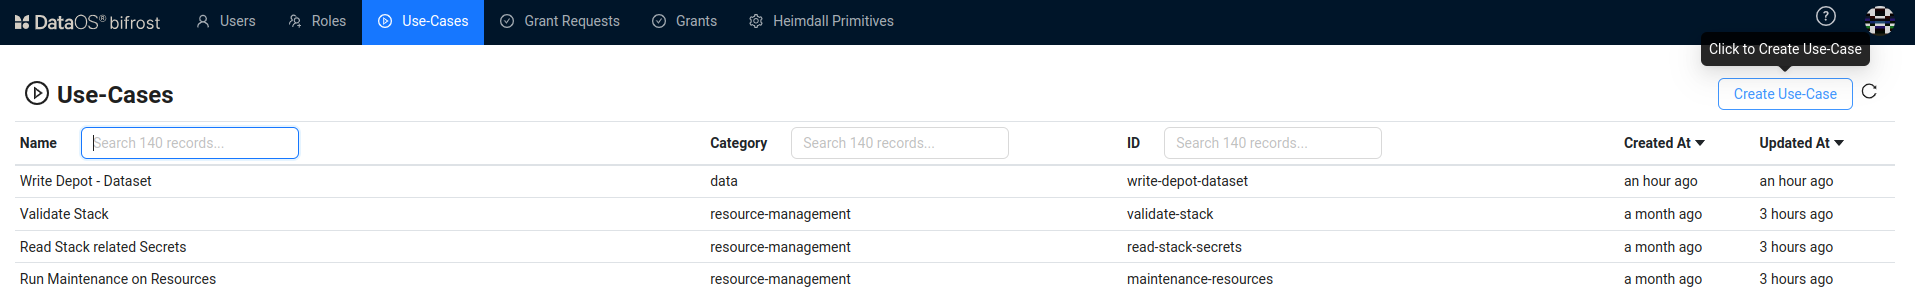 DataOS® bifrost Users Roles Use-Cases Grant Requests Grants Heimdall Primitives ?
Click to Create Use-Case
Use-Cases Create Use-Case
Name Search 140 records... Category Search 140 records... ID Search 140 records... Created At Updated At
Write Depot - Dataset data write-depot-dataset an hour ago an hour ago
Validate Stack resource-management validate-stack a month ago 3 hours ago
Read Stack related Secrets resource-management read-stack-secrets a month ago 3 hours ago
Run Maintenance on Resources resource-management maintenance-resources a month ago 3 hours ago